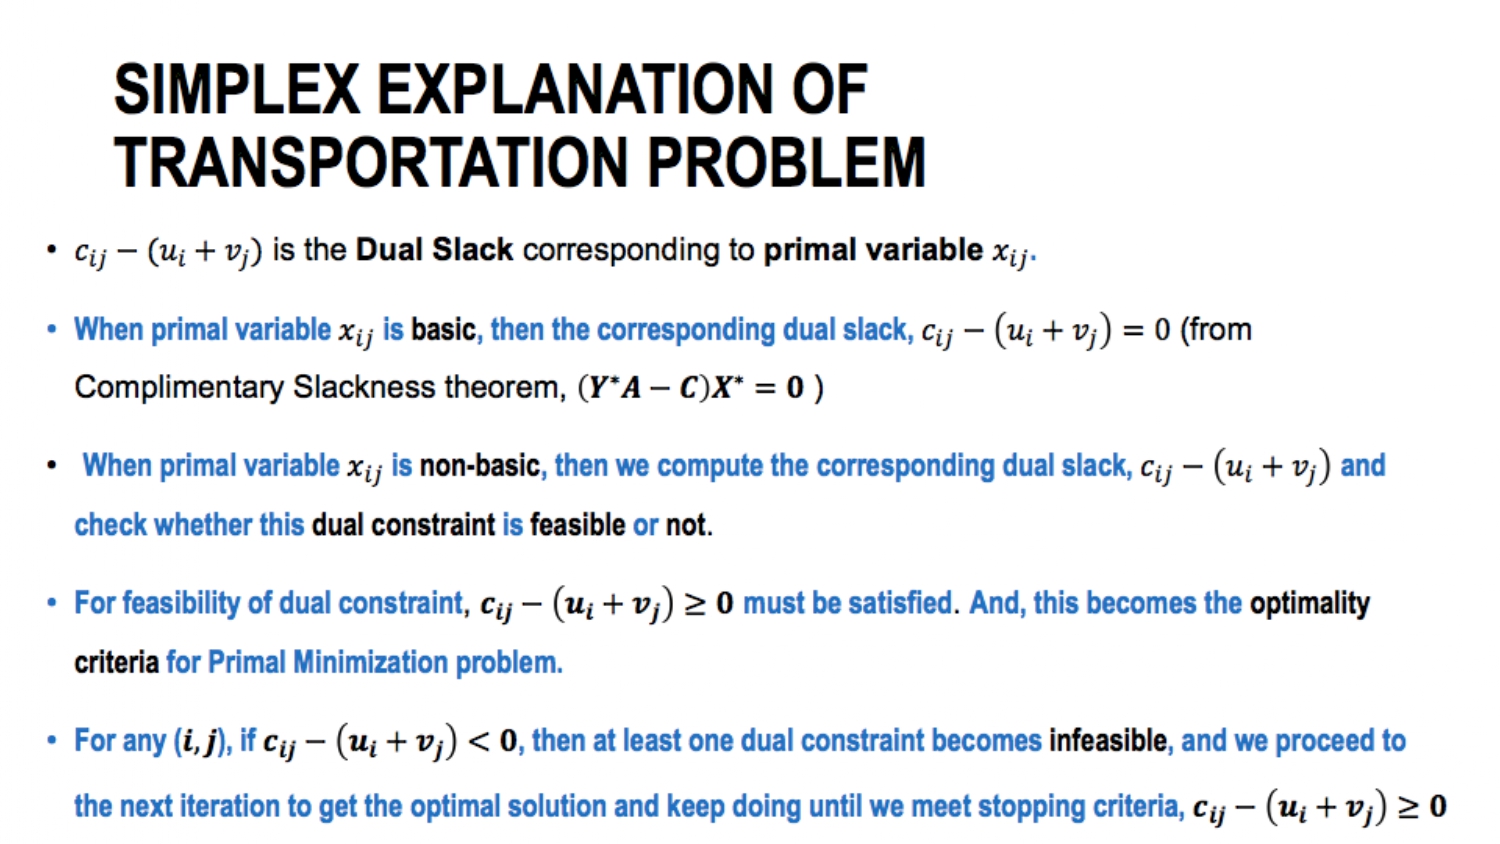 SIMPLEX EXPLANATION OF
TRANSPORTATION PROBLEM
• $c_{ij} - (u_i + v_j)$ is the Dual Slack corresponding to primal variable $x_{ij}$.
• When primal variable $x_{ij}$ is basic, then the corresponding dual slack, $c_{ij} - (u_i + v_j) = 0$ (from
Complimentary Slackness theorem, $(Y^*A - C)X^* = 0$ )
• When primal variable $x_{ij}$ is non-basic, then we compute the corresponding dual slack, $c_{ij} - (u_i + v_j)$ and
check whether this dual constraint is feasible or not.
• For feasibility of dual constraint, $c_{ij} - (u_i + v_j) \geq 0$ must be satisfied. And, this becomes the optimality
criteria for Primal Minimization problem.
• For any $(i, j)$, if $c_{ij} - (u_i + v_j) < 0$, then at least one dual constraint becomes infeasible, and we proceed to
the next iteration to get the optimal solution and keep doing until we meet stopping criteria, $c_{ij} - (u_i + v_j) \geq 0$